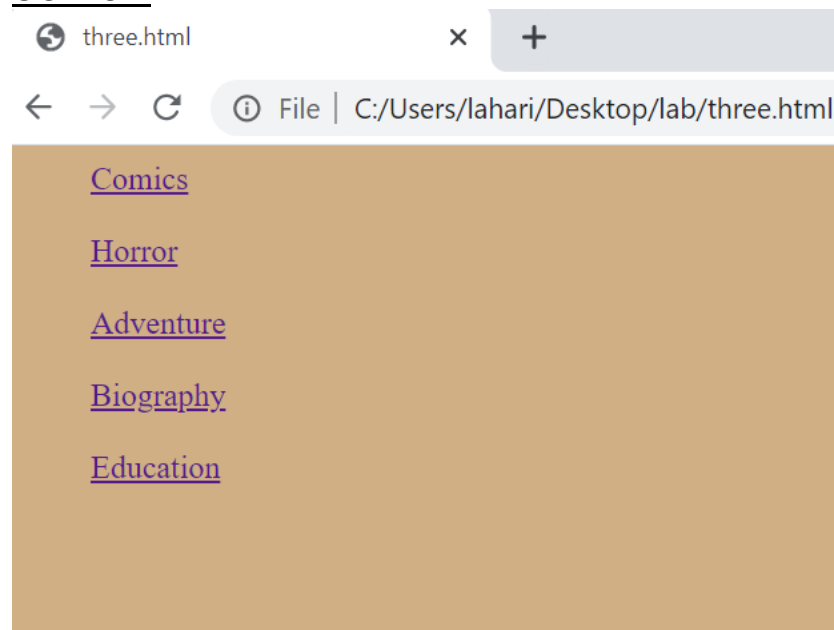 three.html
File | C:/Users/lahari/Desktop/lab/three.html
Comics
Horror
Adventure
Biography
Education